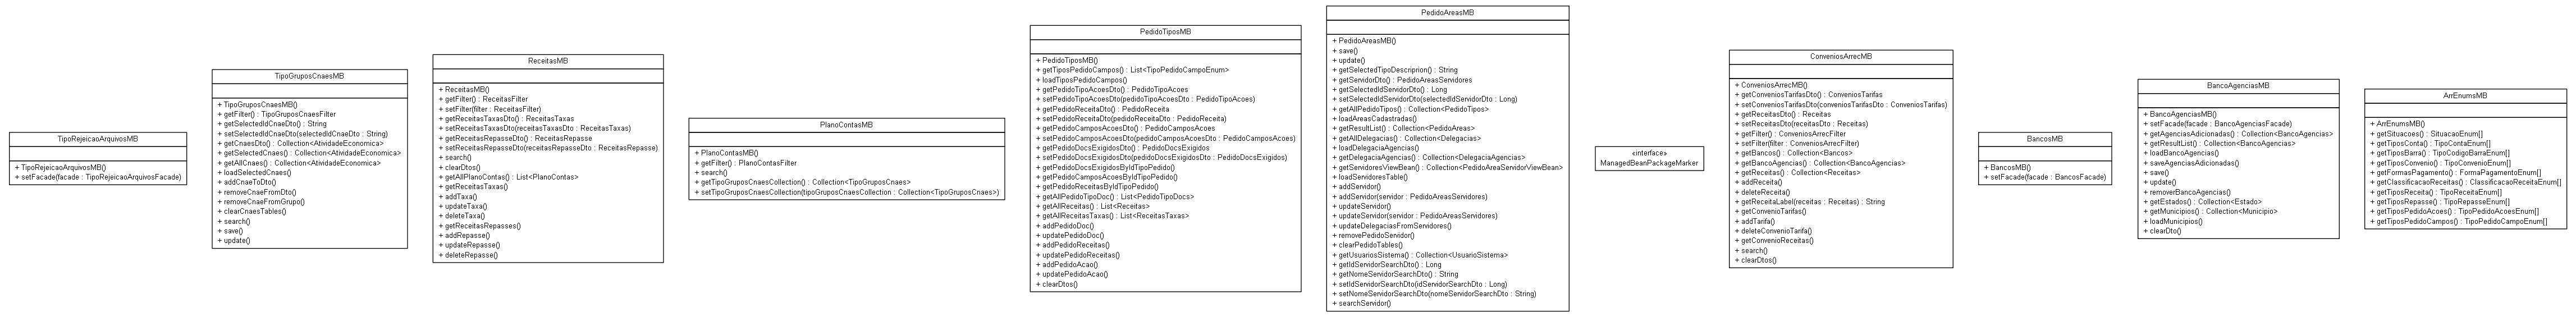 TipoRejeicaoArquivosMB
+ TipoRejeicaoArquivosMB()
+ setFacade(facade : TipoRejeicaoArquivosFacade)
TipoGruposCnaesMB
+ TipoGruposCnaesMB()
+ getFilter() : TipoGruposCnaesFilter
+ getSelectedIdCnaeDto() : String
+ setSelectedIdCnaeDto(selectedIdCnaeDto : String)
+ getCnaesDto() : Collection<AtividadeEconomica>
+ getSelectedCnaes() : Collection<AtividadeEconomica>
+ getAllCnaes() : Collection<AtividadeEconomica>
+ loadSelectedCnaes()
+ addCnaeToDto()
+ removeCnaeFromDto()
+ removeCnaeFromGrupo()
+ clearCnaesTables()
+ search()
+ save()
+ update()
ReceitasMB
+ ReceitasMB()
+ getFilter() : ReceitasFilter
+ setFilter(filter : ReceitasFilter)
+ getReceitasTaxasDto() : ReceitasTaxas
+ setReceitasTaxasDto(receitasTaxasDto : ReceitasTaxas)
+ getReceitasRepasseDto() : ReceitasRepasse
+ setReceitasRepasseDto(receitasRepasseDto : ReceitasRepasse)
+ search()
+ clearDtos()
+ getAllPlanoContas() : List<PlanoContas>
+ getReceitasTaxas()
+ addTaxa()
+ updateTaxa()
+ deleteTaxa()
+ getReceitasRepasses()
+ addRepasse()
+ updateRepasse()
+ deleteRepasse()
PlanoContasMB
+ PlanoContasMB()
+ getFilter() : PlanoContasFilter
+ search()
+ getTipoGruposCnaesCollection() : Collection<TipoGruposCnaes>
+ setTipoGruposCnaesCollection(tipoGruposCnaesCollection : Collection<TipoGruposCnaes>)
PedidoTiposMB
+ PedidoTiposMB()
+ getTiposPedidoCampos() : List<TipoPedidoCampoEnum>
+ loadTiposPedidoCampos()
+ getPedidoTipoAcoesDto() : PedidoTipoAcoes
+ setPedidoTipoAcoesDto(pedidoTipoAcoesDto : PedidoTipoAcoes)
+ getPedidoReceitaDto() : PedidoReceita
+ setPedidoReceitaDto(pedidoReceitaDto : PedidoReceita)
+ getPedidoCamposAcoesDto() : PedidoCamposAcoes
+ setPedidoCamposAcoesDto(pedidoCamposAcoesDto : PedidoCamposAcoes)
+ getPedidoDocsExigidosDto() : PedidoDocsExigidos
+ setPedidoDocsExigidosDto(pedidoDocsExigidosDto : PedidoDocsExigidos)
+ getPedidoDocsExigidosByIdTipoPedido()
+ getPedidoCamposAcoesByIdTipoPedido()
+ getPedidoReceitasByIdTipoPedido()
+ getAllPedidoTipoDoc() : List<PedidoTipoDocs>
+ getAllReceitas() : List<Receitas>
+ getAllReceitasTaxas() : List<ReceitasTaxas>
+ addPedidoDoc()
+ updatePedidoDoc()
+ addPedidoReceitas()
+ updatePedidoReceitas()
+ addPedidoAcao()
+ updatePedidoAcao()
+ clearDtos()
PedidoAreasMB
+ PedidoAreasMB()
+ save()
+ update()
+ getSelectedTipoDescriprion() : String
+ getServidorDto() : PedidoAreasServidores
+ getSelectedIdServidorDto() : Long
+ setSelectedIdServidorDto(selectedIdServidorDto : Long)
+ getAllPedidoTipos() : Collection<PedidoTipos>
+ loadAreasCadastradas()
+ getResultList() : Collection<PedidoAreas>
+ getAllDelegacias() : Collection<Delegacias>
+ loadDelegaciaAgencias()
+ getDelegaciaAgencias() : Collection<DelegaciaAgencias>
+ getServidoresViewBean() : Collection<PedidoAreaServidorViewBean>
+ loadServidoresTable()
+ addServidor()
+ addServidor(servidor : PedidoAreasServidores)
+ updateServidor()
+ updateServidor(servidor : PedidoAreasServidores)
+ updateDelegaciasFromServidores()
+ removePedidoServidor()
+ clearPedidoTables()
+ getUsuariosSistema() : Collection<UsuarioSistema>
+ getIdServidorSearchDto() : Long
+ getNomeServidorSearchDto() : String
+ setIdServidorSearchDto(idServidorSearchDto : Long)
+ setNomeServidorSearchDto(nomeServidorSearchDto : String)
+ searchServidor()
«interface»
ManagedBeanPackageMarker
ConveniosArrecMB
+ ConveniosArrecMB()
+ getConveniosTarifasDto() : ConveniosTarifas
+ setConveniosTarifasDto(conveniosTarifasDto : ConveniosTarifas)
+ getReceitasDto() : Receitas
+ setReceitasDto(receitasDto : Receitas)
+ getFilter() : ConveniosArrecFilter
+ setFilter(filter : ConveniosArrecFilter)
+ getBancos() : Collection<Bancos>
+ getBancoAgencias() : Collection<BancoAgencias>
+ getReceitas() : Collection<Receitas>
+ addReceita()
+ deleteReceita()
+ getReceitaLabel(receitas : Receitas) : String
+ getConvenioTarifas()
+ addTarifa()
+ deleteConvenioTarifa()
+ getConvenioReceitas()
+ search()
+ clearDtos()
BancosMB
+ BancosMB()
+ setFacade(facade : BancosFacade)
BancoAgenciasMB
+ BancoAgenciasMB()
+ setFacade(facade : BancoAgenciasFacade)
+ getAgenciasAdicionadas() : Collection<BancoAgencias>
+ getResultList() : Collection<BancoAgencias>
+ loadBancoAgencias()
+ saveAgenciasAdicionadas()
+ save()
+ update()
+ removerBancoAgencias()
+ getEstados() : Collection<Estado>
+ getMunicipios() : Collection<Municipio>
+ loadMunicipios()
+ clearDto()
ArrEnumsMB
+ ArrEnumsMB()
+ getSituacoes() : SituacaoEnum[]
+ getTiposConta() : TipoContaEnum[]
+ getTiposBarra() : TipoCodigoBarraEnum[]
+ getTiposConvenio() : TipoConvenioEnum[]
+ getFormasPagamento() : FormaPagamentoEnum[]
+ getClassificacaoReceitas() : ClassificacaoReceitaEnum[]
+ getTiposReceita() : TipoReceitaEnum[]
+ getTiposRepasse() : TipoRepasseEnum[]
+ getTiposPedidoAcoes() : TipoPedidoAcoesEnum[]
+ getTiposPedidoCampos() : TipoPedidoCampoEnum[]